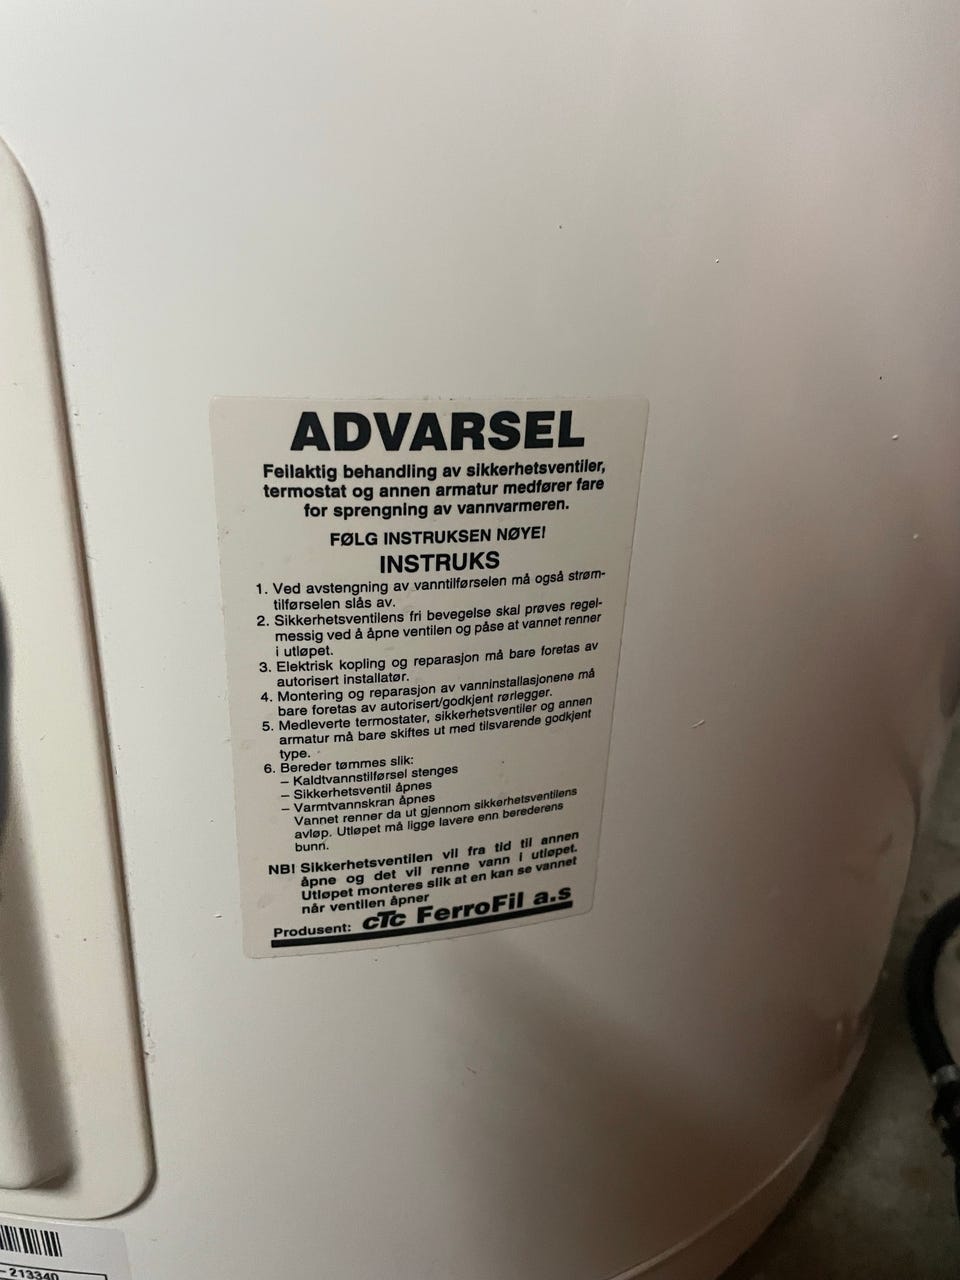 ADVARSEL
Feilaktig behandling av sikkerhetsventiler,
termostat og annen armatur medfører fare
for sprengning av vannvarmeren.
FØLG INSTRUKSEN NØYE!
INSTRUKS
1. Ved avstengning av vanntilførselen må også strøm-
tilførselen slås av.
2. Sikkerhetsventilens fri bevegelse skal prøves regel-
messig ved å åpne ventilen og påse at vannet renner
i utløpet.
3. Elektrisk kopling og reparasjon må bare foretas av
autorisert installatør.
4. Montering og reparasjon av vanninstallasjonene må
bare foretas av autorisert/godkjent rørlegger.
5. Medleverte termostater, sikkerhetsventiler og annen
armatur må bare skiftes ut med tilsvarende godkjent
type.
6. Bereder tømmes slik:
– Kaldtvannstilførsel stenges
– Sikkerhetsventil åpnes
– Varmtvannskran åpnes
Vannet renner da ut gjennom sikkerhetsventilens
avløp. Utløpet må ligge lavere enn berederens
bunn.
NB! Sikkerhetsventilen vil fra tid til annen
åpne og det vil renne vann i utløpet.
Utløpet monteres slik at en kan se vannet
når ventilen åpner
Produsent: CTC FerroFil a.s
-213340